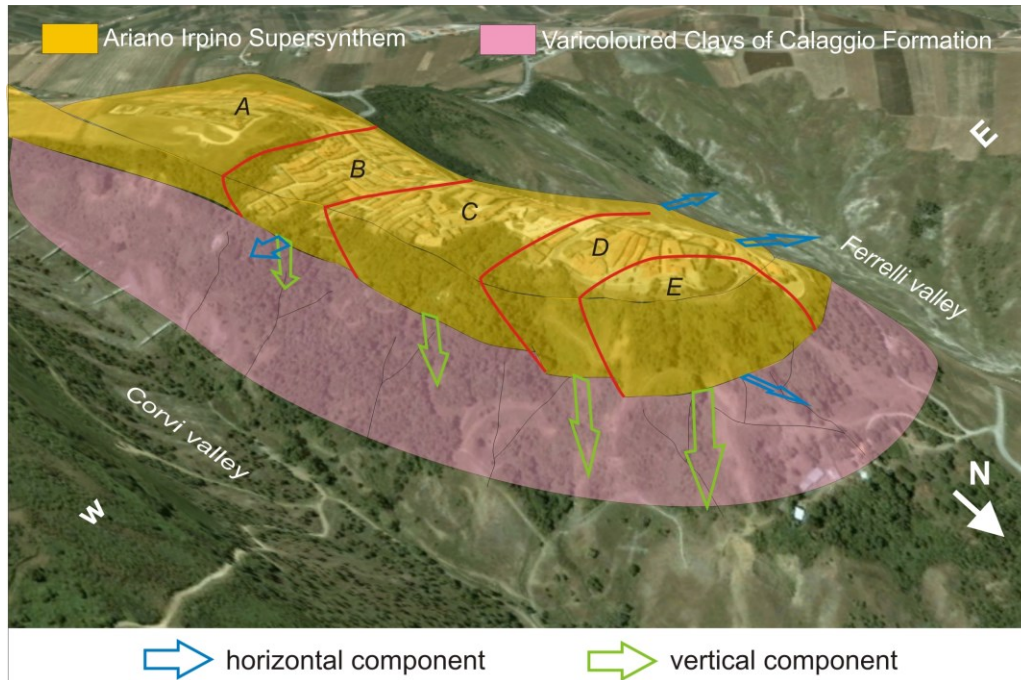 Ariano Irpino Supersynthem
Varicoloured Clays of Calaggio Formation
A
E
B
C
D
E
Ferrelli valley
Corvi valley
W
N
horizontal component
vertical component